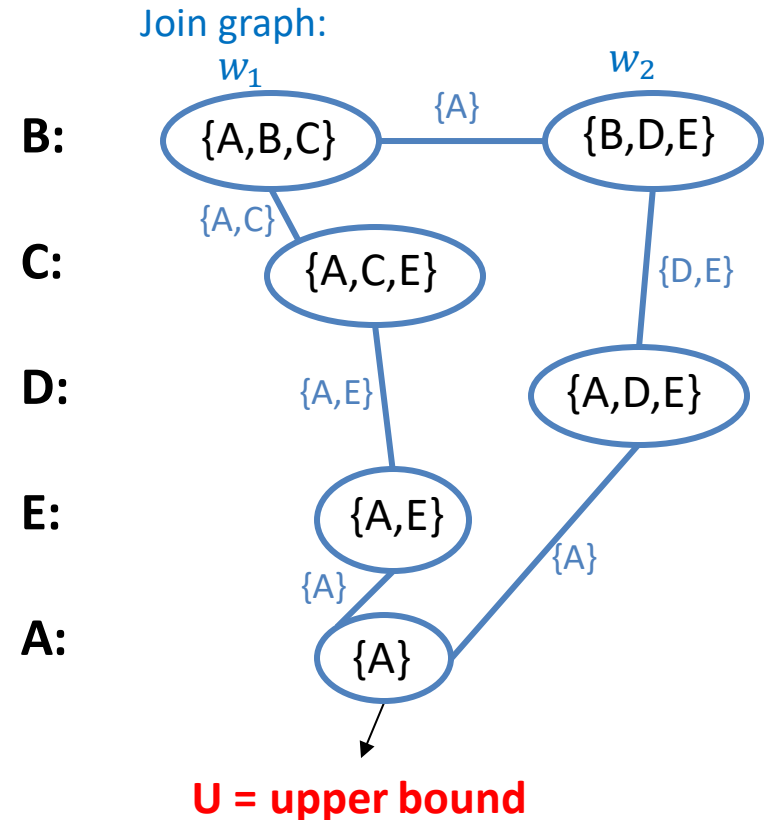 Join graph:
w₁ w₂
B: {A,B,C} {A} {B,D,E}
{A,C}
C: {A,C,E} {D,E}
D: {A,E} {A,D,E}
E: {A,E}
{A} {A}
A: {A}
U = upper bound